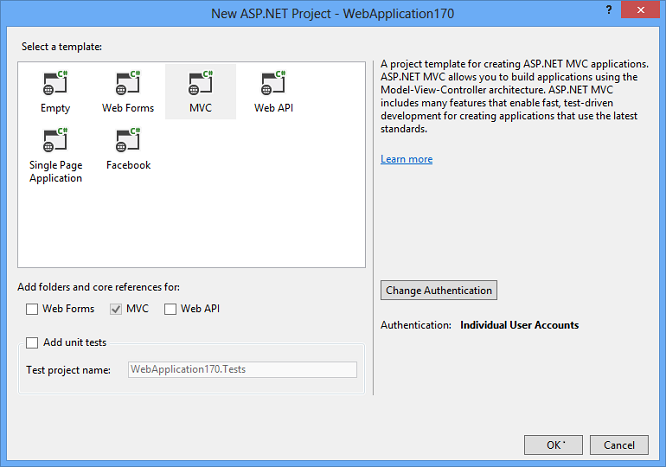 New ASP.NET Project - WebApplication170
?
Select a template:
C#
C#
C#
C#
Empty
Web Forms
MVC
Web API
C#
C#
Single Page
Application
Facebook
A project template for creating ASP.NET MVC applications.
ASP.NET MVC allows you to build applications using the
Model-View-Controller architecture. ASP.NET MVC
includes many features that enable fast, test-driven
development for creating applications that use the latest
standards.
Learn more
Add folders and core references for:
Web Forms
MVC
Web API
Add unit tests
Test project name:
WebApplication170.Tests
Change Authentication
Authentication: Individual User Accounts
OK
Cancel